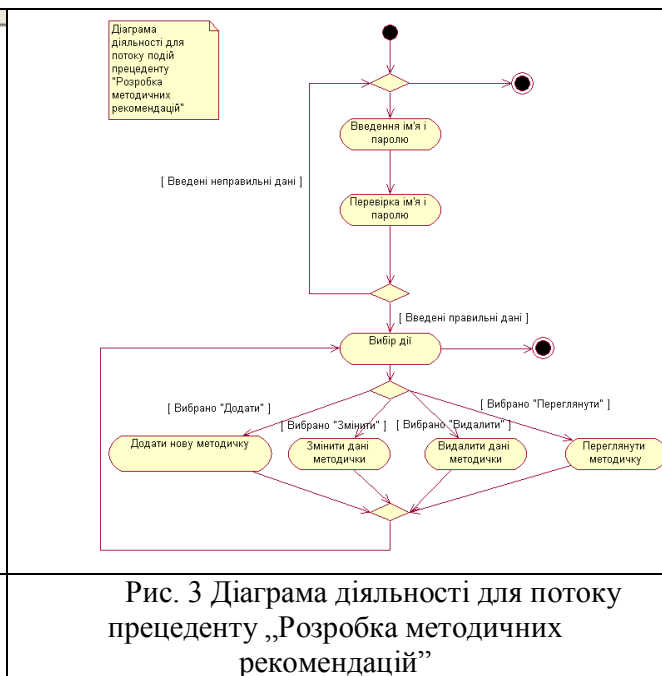 Діаграма
діяльності для
потоку подій
прецеденту
"Розробка
методичних
рекомендацій"
Введення ім'я і
паролю
[ Введені неправильні дані ]
Перевірка ім'я і
паролю
[ Введені правильні дані ]
Вибір дії
[ Вибрано "Додати" ]
[ Вибрано "Змінити" ]
[ Вибрано "Видалити" ]
[ Вибрано "Переглянути" ]
Додати нову методичку
Змінити дані
методички
Видалити дані
методички
Переглянути
методичку
Рис. 3 Діаграма діяльності для потоку
прецеденту „Розробка методичних
рекомендацій”